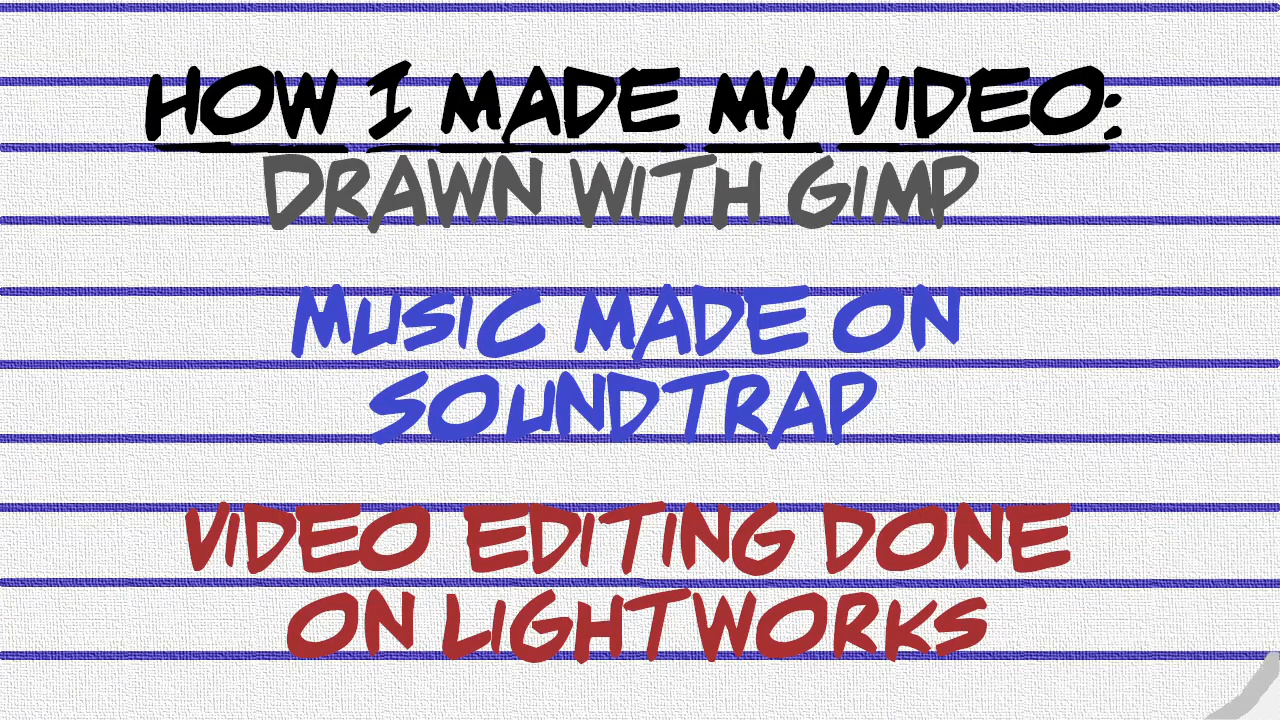 HOW I MADE MY VIDEO:
DRAWN WITH GIMP
MUSIC MADE ON
SOUNDTRAP
VIDEO EDITING DONE
ON LIGHTWORKS